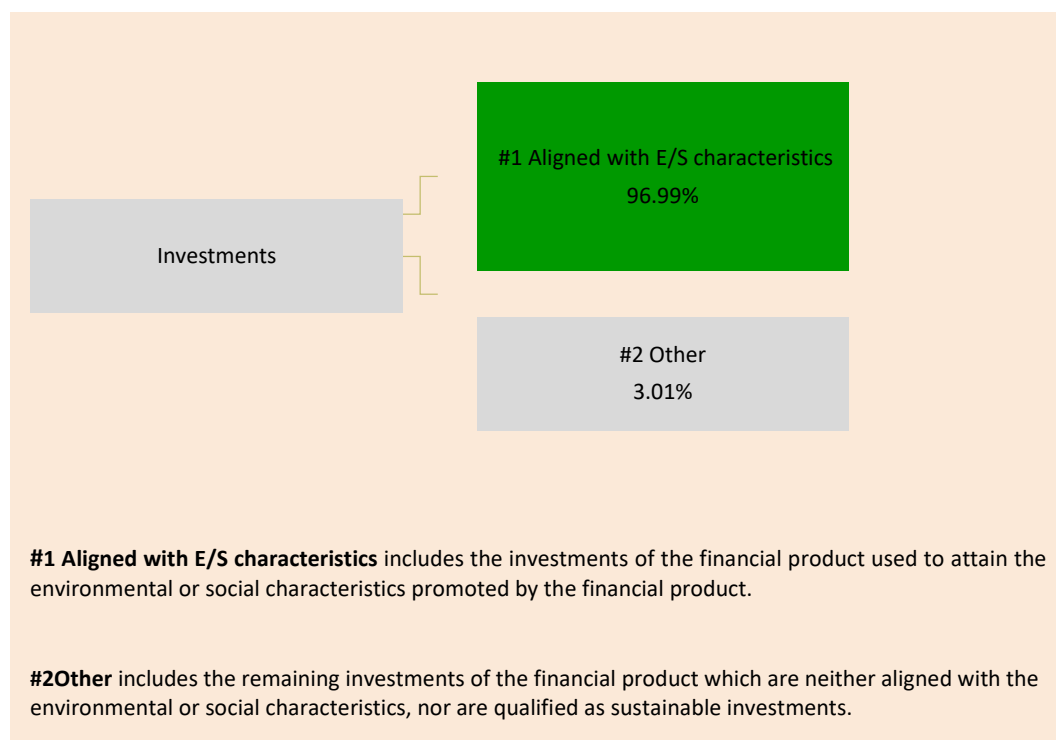 #1 Aligned with E/S characteristics
96.99%
Investments
#2 Other
3.01%
#1 Aligned with E/S characteristics includes the investments of the financial product used to attain the
environmental or social characteristics promoted by the financial product.
#2Other includes the remaining investments of the financial product which are neither aligned with the
environmental or social characteristics, nor are qualified as sustainable investments.